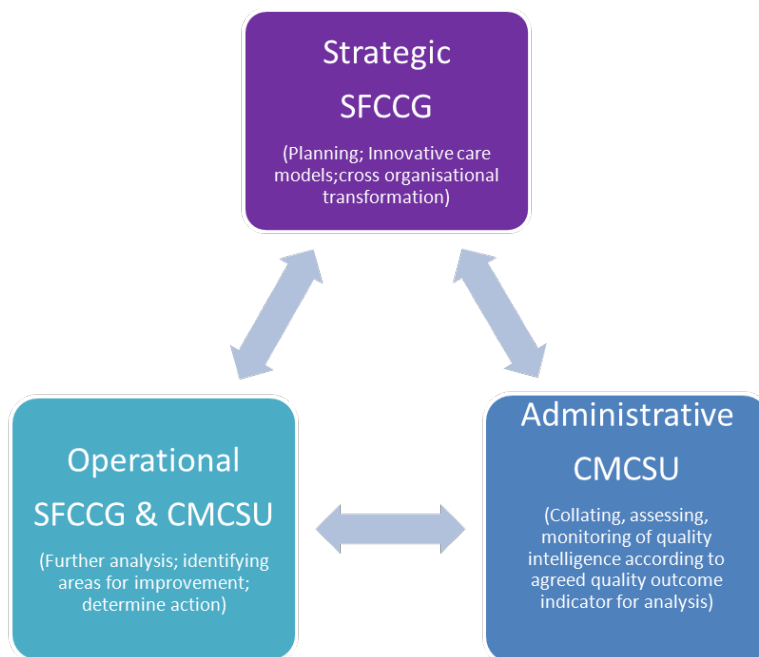 Strategic
SFCCG
(Planning; Innovative care
models;cross organisational
transformation)
Operational
SFCCG & CMCSU
(Further analysis; identifying
areas for improvement;
determine action)
Administrative
CMCSU
(Collating, assessing,
monitoring of quality
intelligence according to
agreed quality outcome
indicator for analysis)